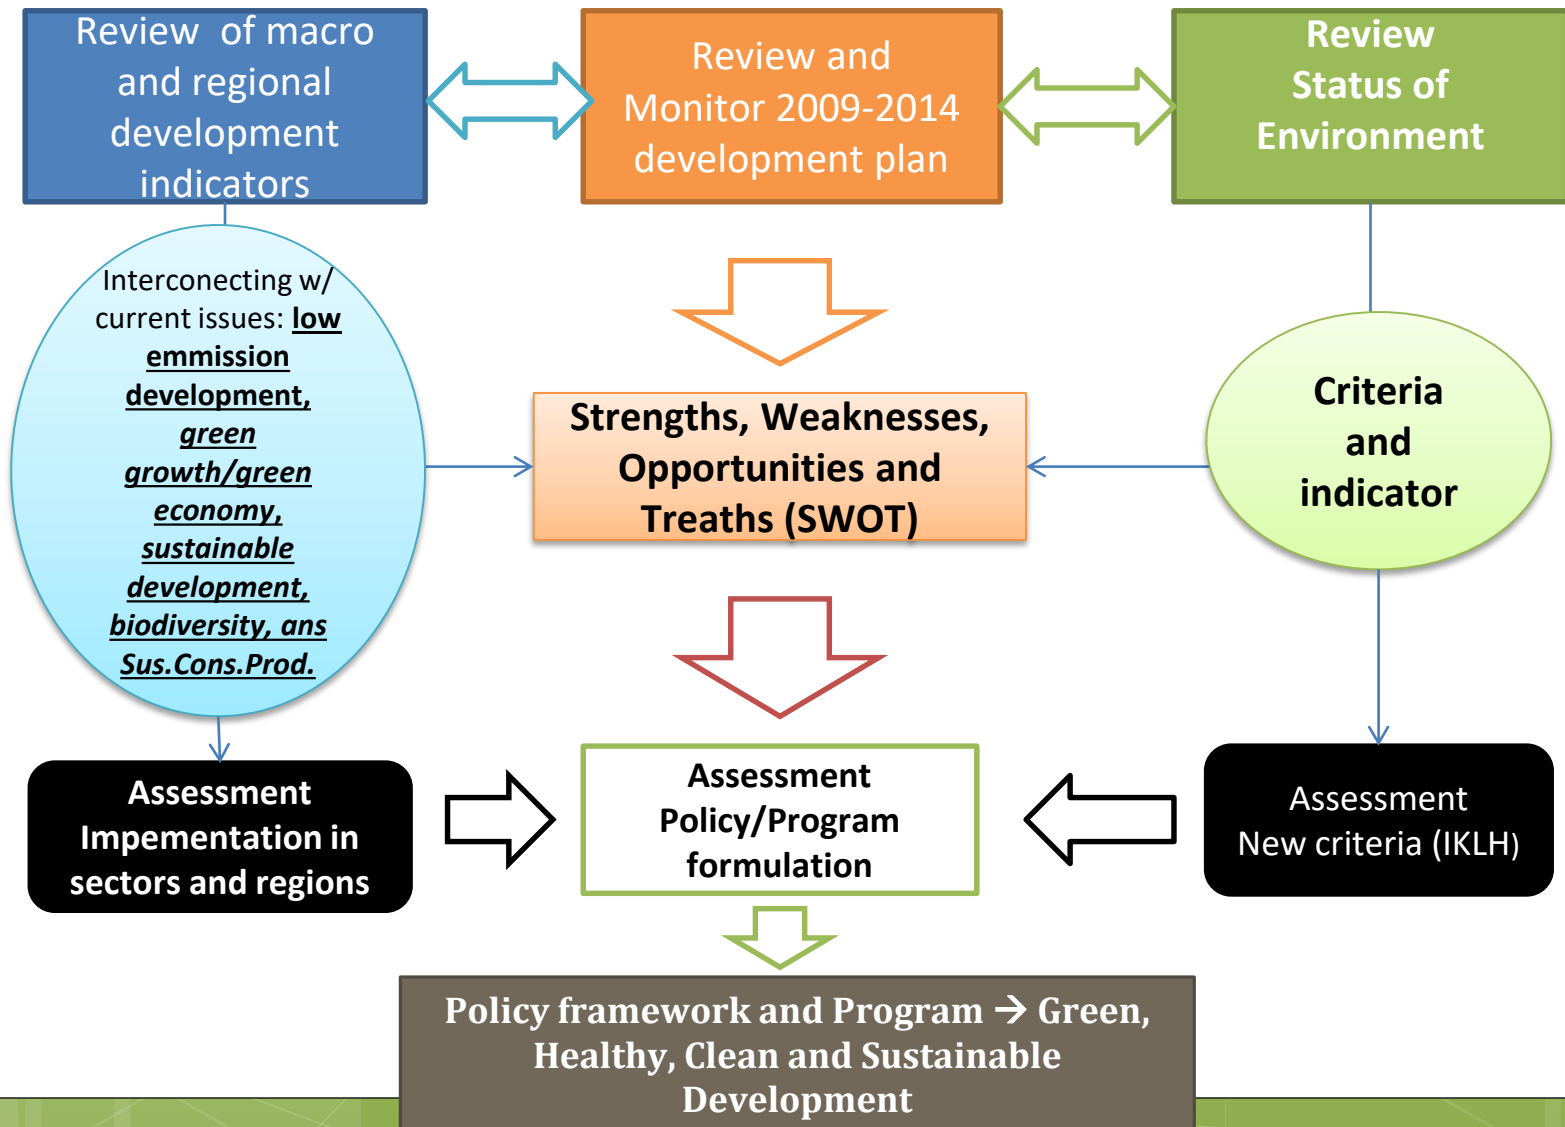 Review of macro
and regional
development
indicators
Review and
Monitor 2009-2014
development plan
Review
Status of
Environment
Interconecting w/
current issues: low
emmission
development,
green
growth/green
economy,
sustainable
development,
biodiversity, ans
Sus.Cons.Prod.
Strengths, Weaknesses,
Opportunities and
Treaths (SWOT)
Criteria
and
indicator
Assessment
Impementation in
sectors and regions
Assessment
Policy/Program
formulation
Assessment
New criteria (IKLH)
Policy framework and Program → Green,
Healthy, Clean and Sustainable
Development